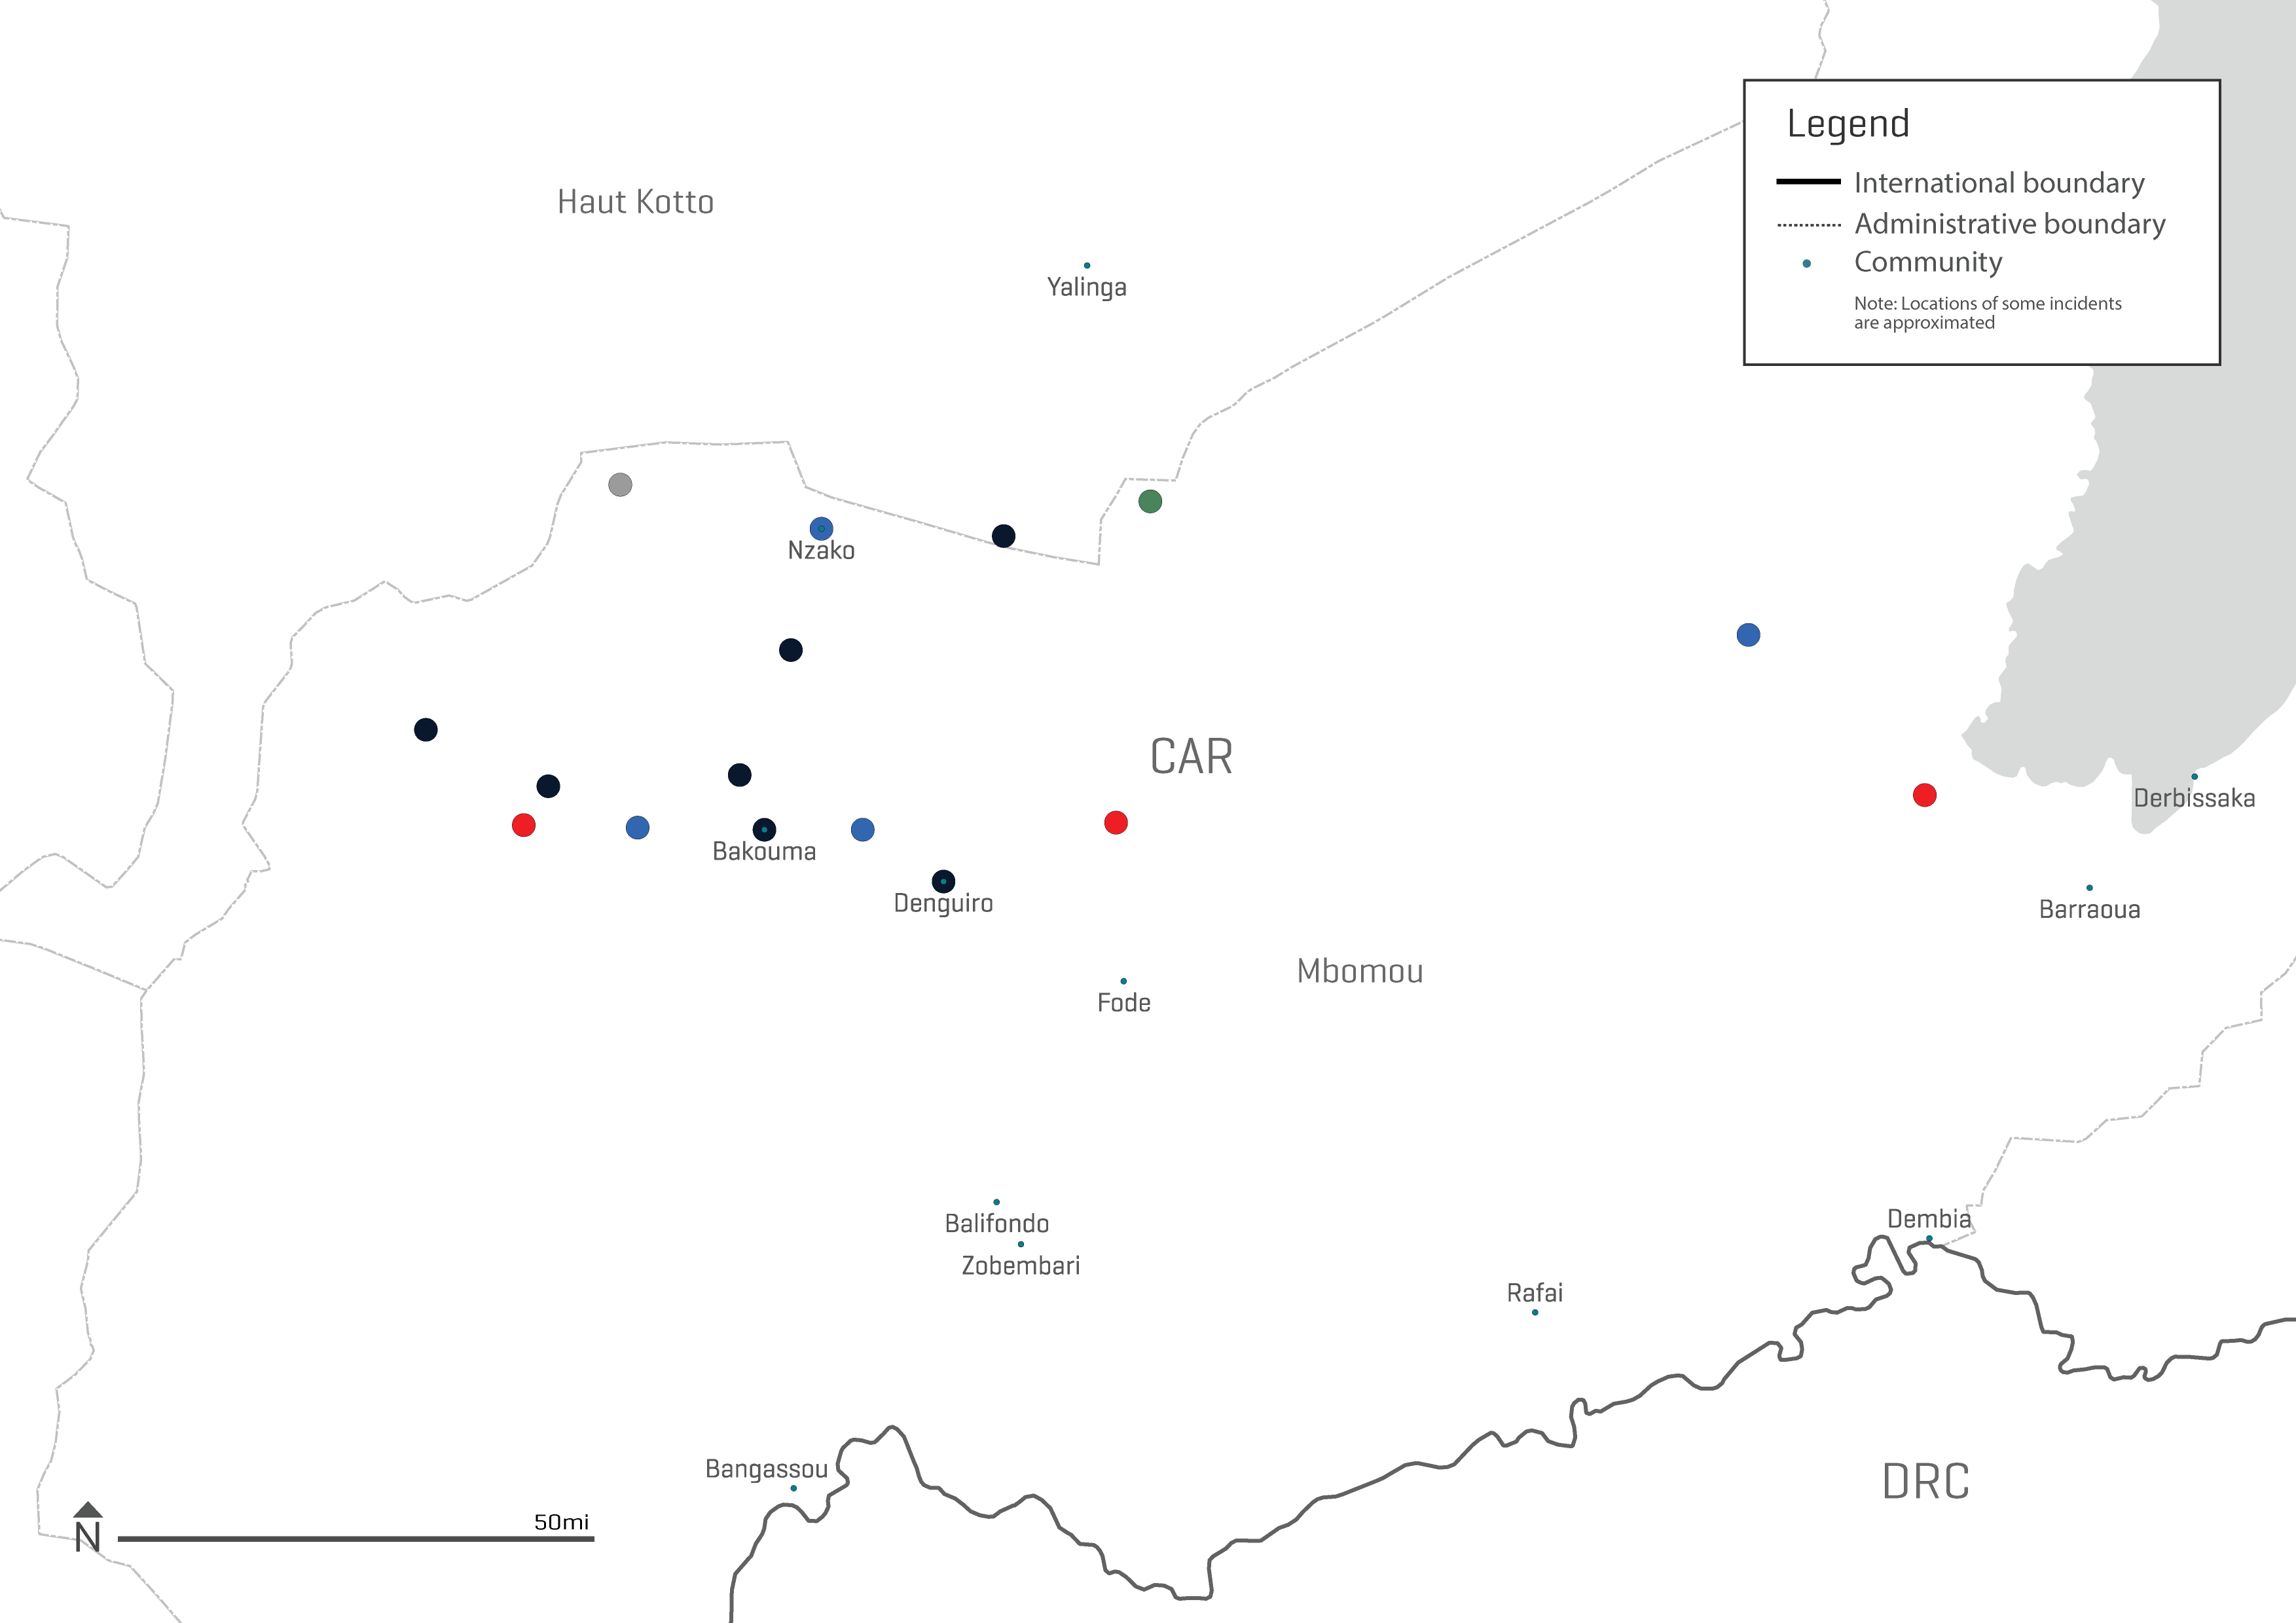 Legend
International boundary
Administrative boundary
Community
Note: Locations of some incidents
are approximated
Haut Kotto
Yalinga
Nzako
CAR
Derbissaka
Bakouma
Denguiro
Barraoua
Mbomou
Fode
Balifondo
Dembia
Zobembari
Rafai
Bangassou
DRC
50mi
N